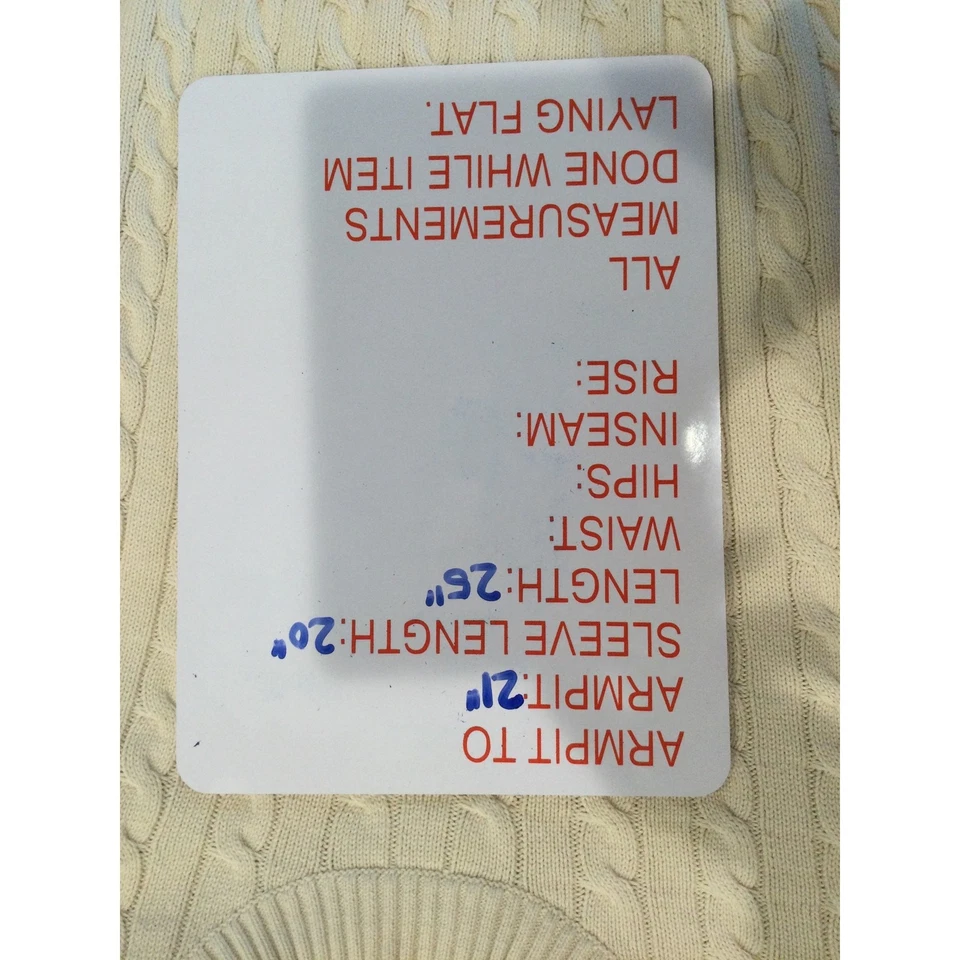 ARMPIT TO
ARMPIT: 21"
SLEEVE LENGTH: 20"
LENGTH: 25"
WAIST:
HIPS:
INSEAM:
RISE:
ALL
MEASUREMENTS
DONE WHILE ITEM
LAYING FLAT.